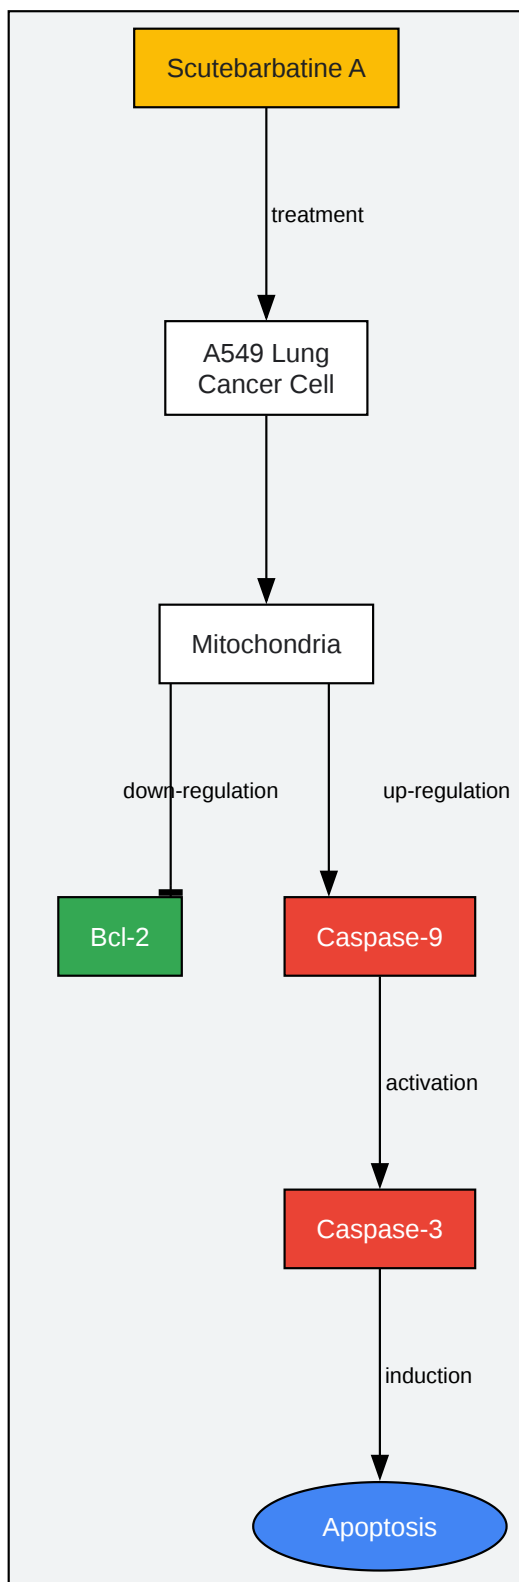 Scutebarbatine A
treatment
A549 Lung
Cancer Cell
Mitochondria
down-regulation
up-regulation
Bcl-2
Caspase-9
activation
Caspase-3
induction
Apoptosis